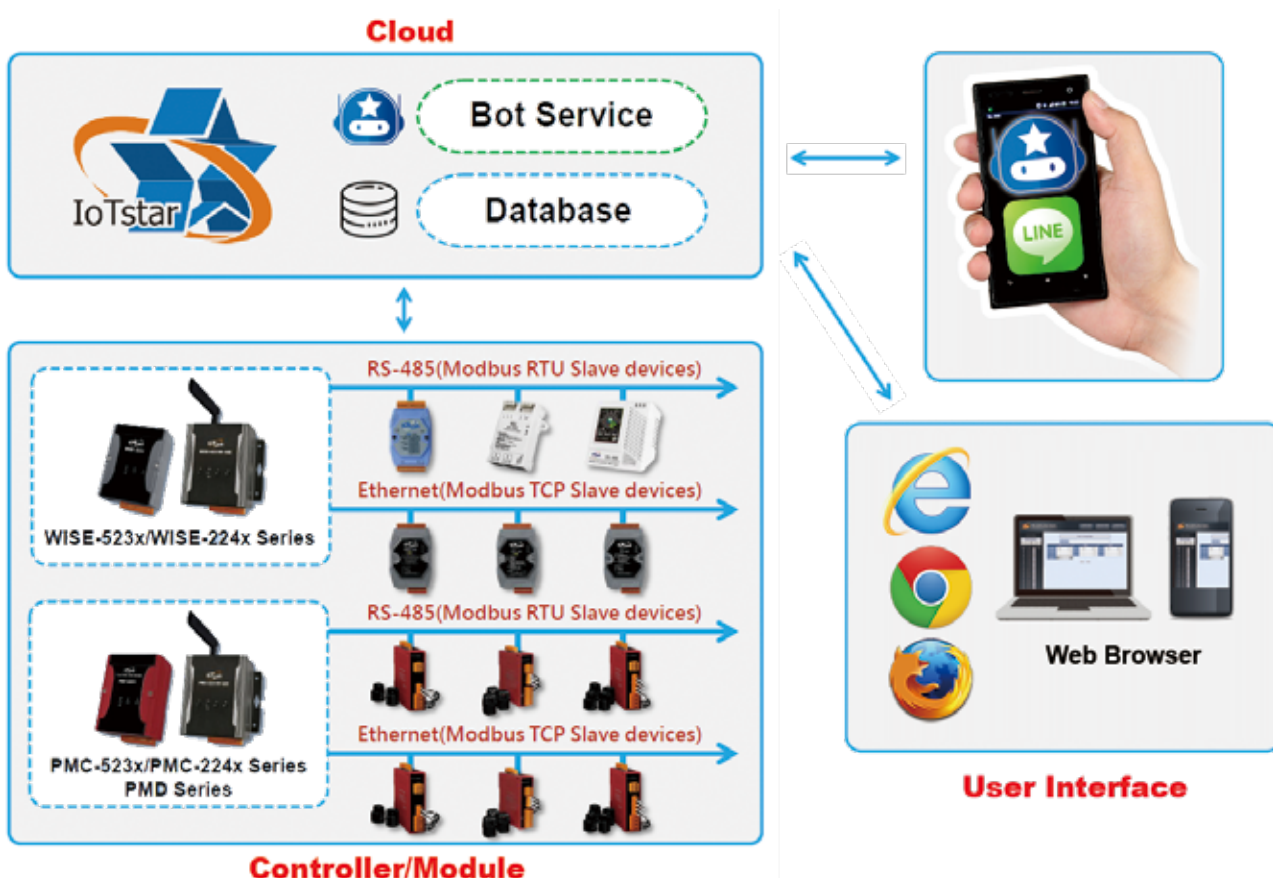 Cloud
IoTstar
Bot Service
Database
LINE
RS-485(Modbus RTU Slave devices)
Ethernet(Modbus TCP Slave devices)
WISE-523x/WISE-224x Series
RS-485(Modbus RTU Slave devices)
Ethernet(Modbus TCP Slave devices)
PMC-523x/PMC-224x Series
PMD Series
Controller/Module
Web Browser
User Interface